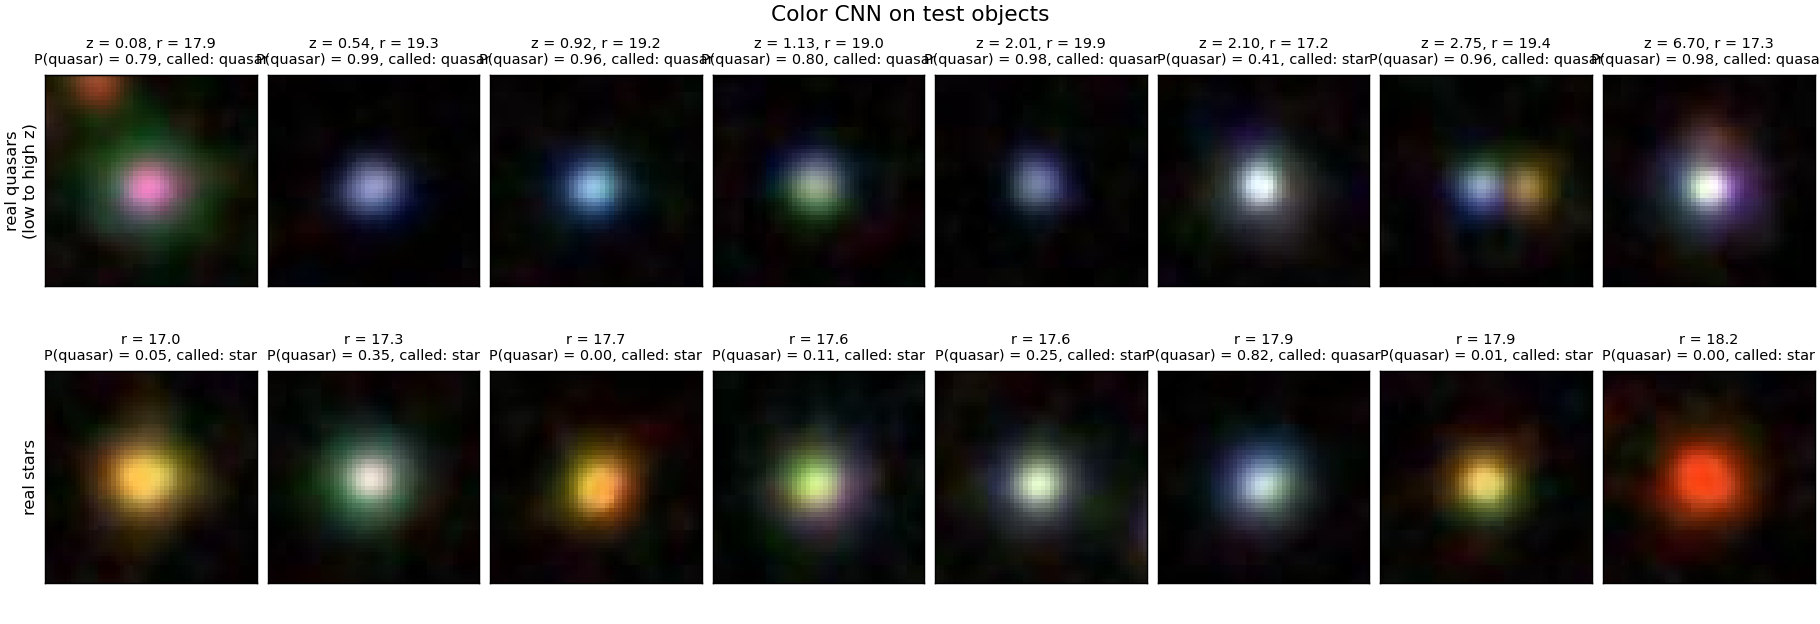 Color CNN on test objects
z = 0.08, r = 17.9
P(quasar) = 0.79, called: quasar
z = 0.54, r = 19.3
P(quasar) = 0.99, called: quasar
z = 0.92, r = 19.2
P(quasar) = 0.96, called: quasar
z = 1.13, r = 19.0
P(quasar) = 0.80, called: quasar
z = 2.01, r = 19.9
P(quasar) = 0.98, called: quasar
z = 2.10, r = 17.2
P(quasar) = 0.41, called: star
z = 2.75, r = 19.4
P(quasar) = 0.96, called: quasar
z = 6.70, r = 17.3
P(quasar) = 0.98, called: quasa
real quasars
(low to high z)
r = 17.0
P(quasar) = 0.05, called: star
r = 17.3
P(quasar) = 0.35, called: star
r = 17.7
P(quasar) = 0.00, called: star
r = 17.6
P(quasar) = 0.11, called: star
r = 17.6
P(quasar) = 0.25, called: star
r = 17.9
P(quasar) = 0.82, called: quasar
r = 17.9
P(quasar) = 0.01, called: star
r = 18.2
P(quasar) = 0.00, called: star
real stars